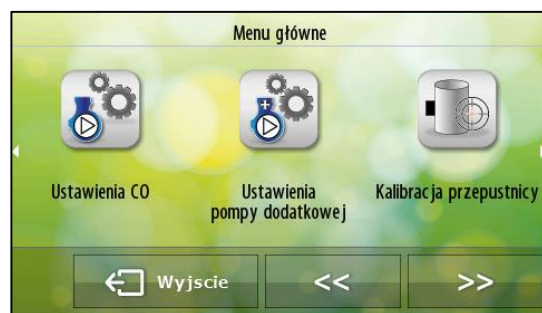 Menu główne
Ustawienia CO
Ustawienia
pompy dodatkowej
Kalibracja przepustnicy
Wyjscie
<<
>>